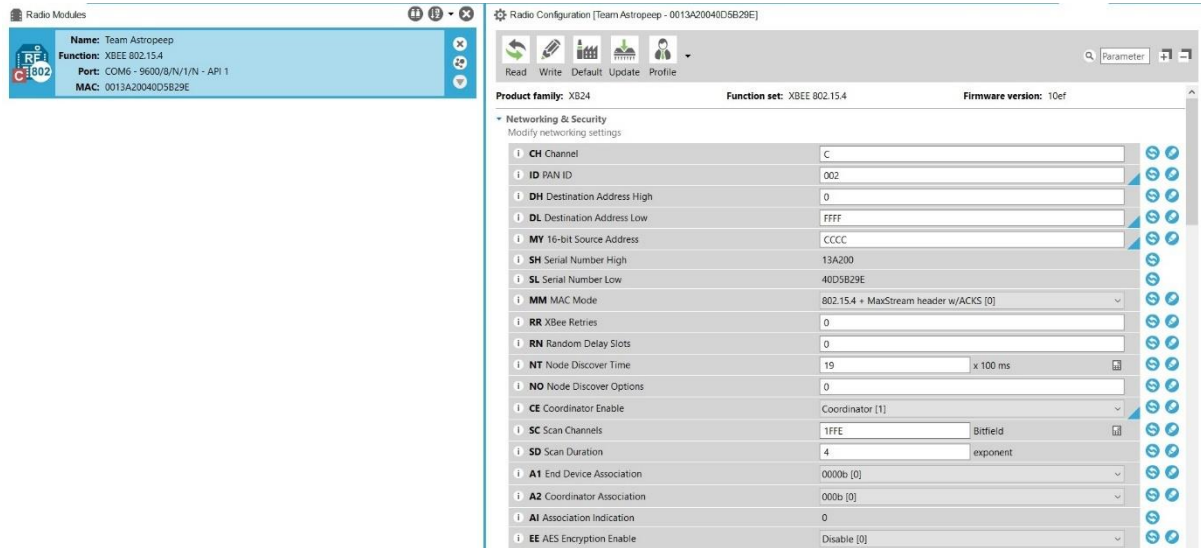 Radio Modules
Name: Team Astropeep
Function: XBEE 802.15.4
Port: COM6 - 9600/8/N/1/N - API 1
MAC: 0013A20040D5B29E
RF
C 802
Radio Configuration [Team Astropeep - 0013A20040D5B29E]
Read Write Default Update Profile
Parameter
Product family: XB24 Function set: XBEE 802.15.4 Firmware version: 10ef
Networking & Security
Modify networking settings
i CH Channel C
i ID PAN ID 002
i DH Destination Address High 0
i DL Destination Address Low FFFF
i MY 16-bit Source Address CCCC
i SH Serial Number High 13A200
i SL Serial Number Low 40D5B29E
i MM MAC Mode 802.15.4 + MaxStream header w/ACKS [0]
i RR XBee Retries 0
i RN Random Delay Slots 0
i NT Node Discover Time 19 x 100 ms
i NO Node Discover Options 0
i CE Coordinator Enable Coordinator [1]
i SC Scan Channels 1FFE Bitfield
i SD Scan Duration 4 exponent
i A1 End Device Association 0000b [0]
i A2 Coordinator Association 000b [0]
i AI Association Indication 0
i EE AES Encryption Enable Disable [0]